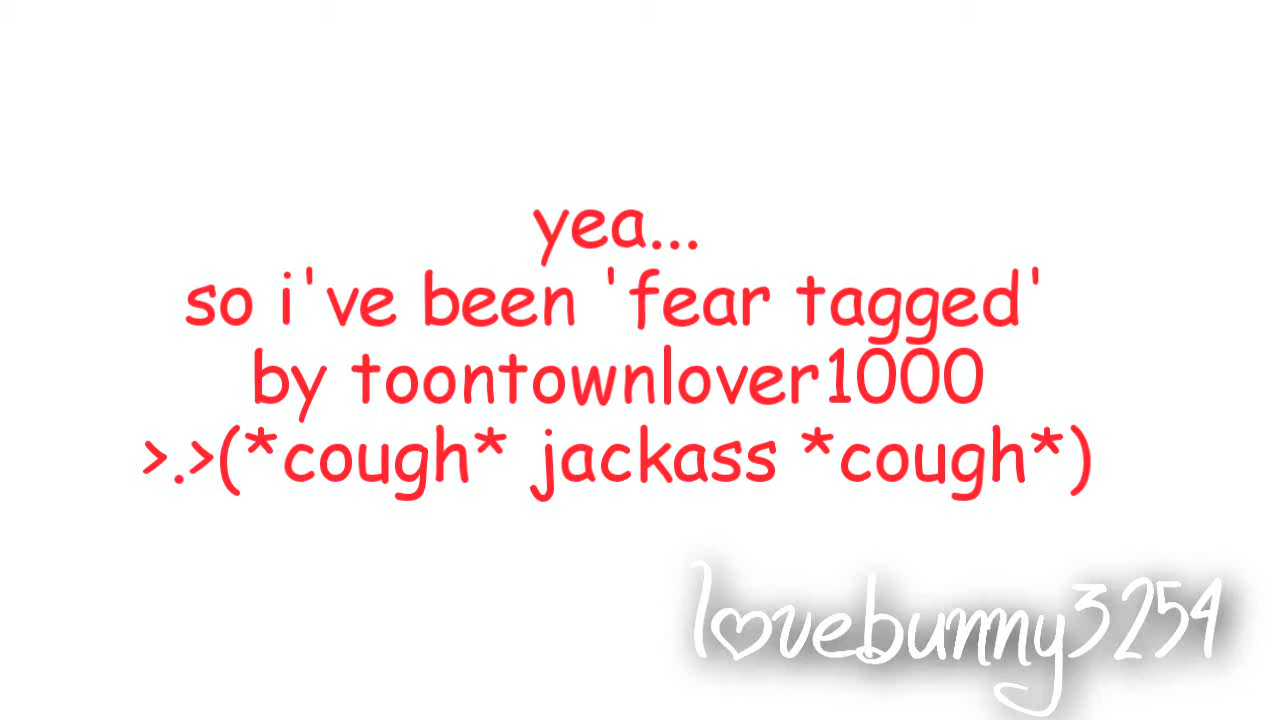 yea...
so i've been 'fear tagged'
by toontownlover1000
>.>(*cough* jackass *cough*)
lovebunny3254